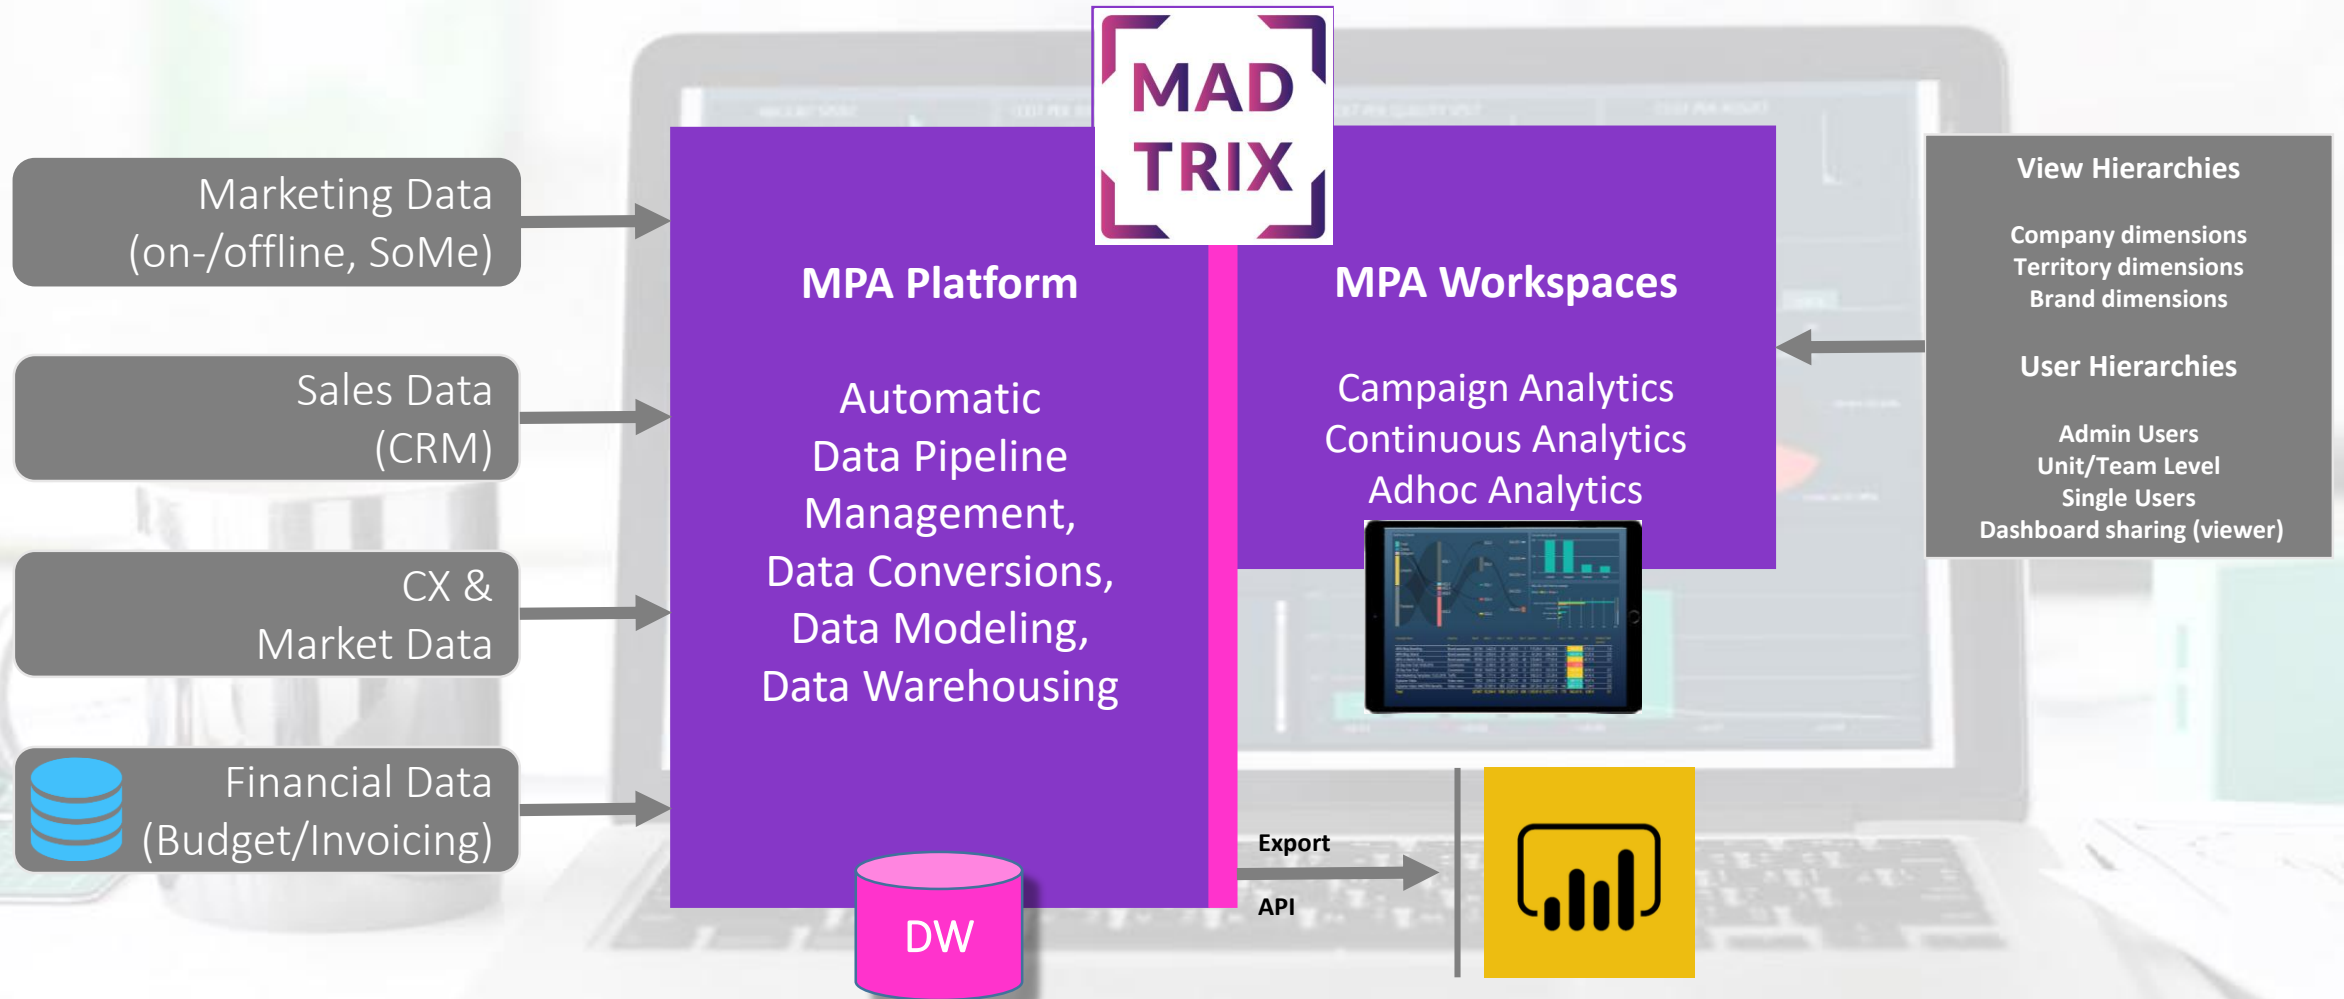 MAD
TRIX
Marketing Data
(on-/offline, SoMe)
Sales Data
(CRM)
CX &
Market Data
Financial Data
(Budget/Invoicing)
MPA Platform
Automatic
Data Pipeline
Management,
Data Conversions,
Data Modeling,
Data Warehousing
DW
MPA Workspaces
Campaign Analytics
Continuous Analytics
Adhoc Analytics
Export
API
View Hierarchies
Company dimensions
Territory dimensions
Brand dimensions
User Hierarchies
Admin Users
Unit/Team Level
Single Users
Dashboard sharing (viewer)